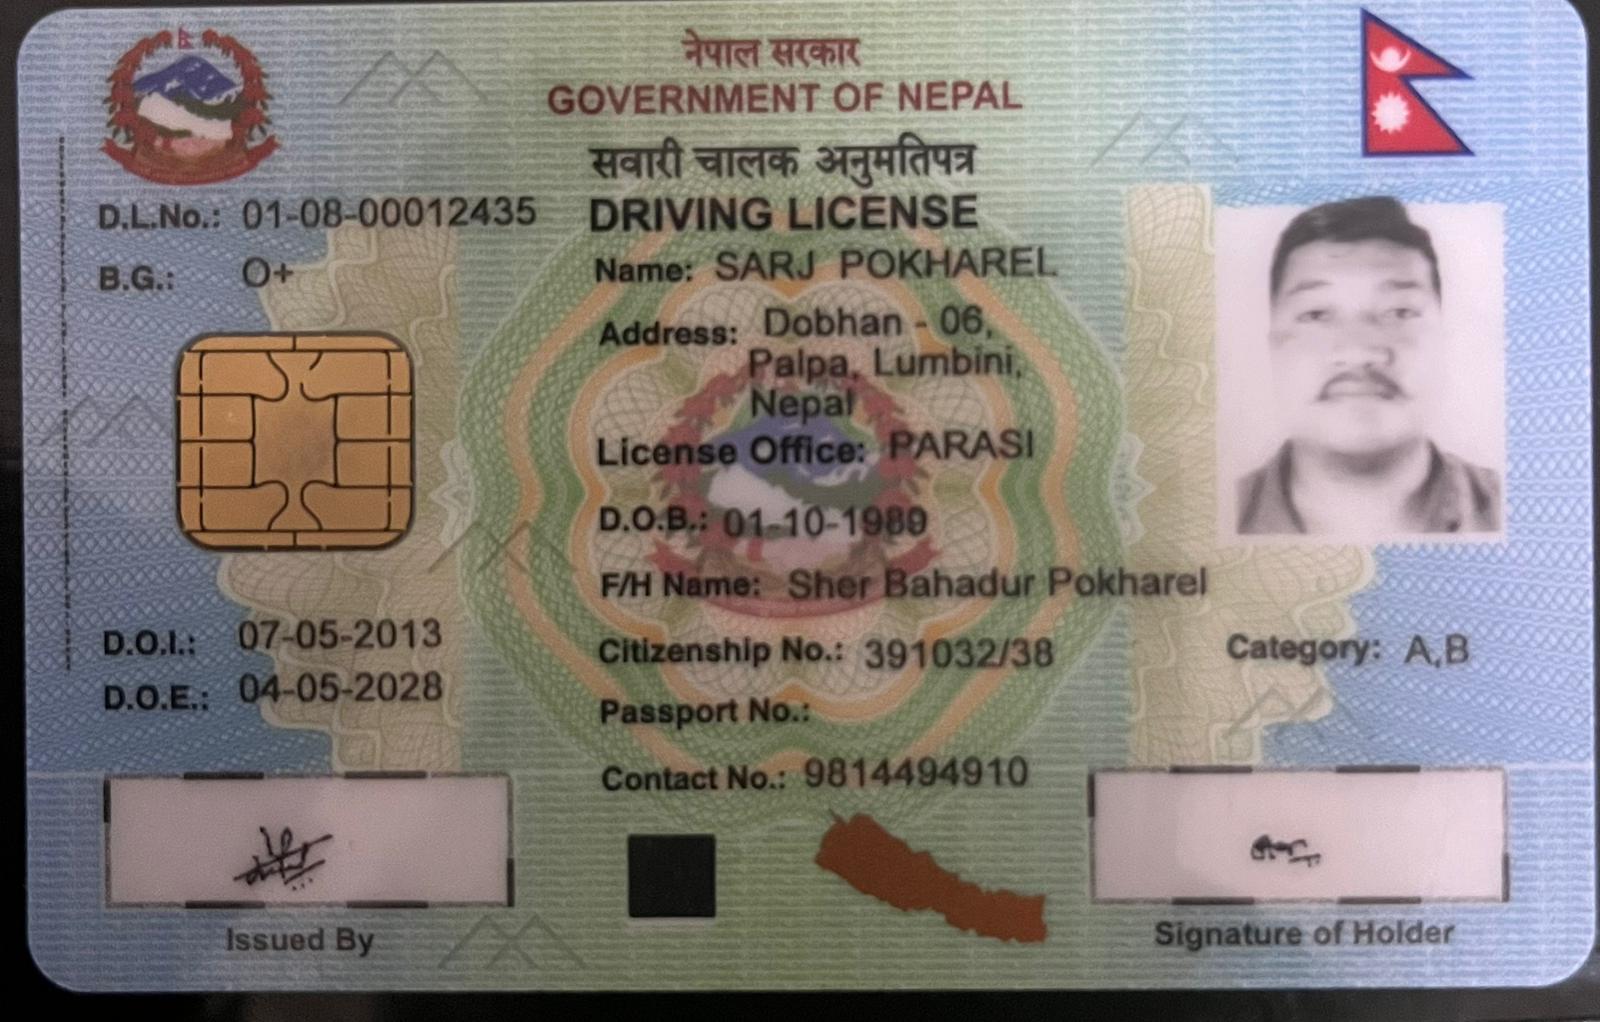 नेपाल सरकार
GOVERNMENT OF NEPAL
सवारी चालक अनुमतिपत्र
DRIVING LICENSE
D.L.No.: 01-08-00012435
B.G.: O+
Name: SARJ POKHAREL
Address: Dobhan - 06,
Palpa, Lumbini,
Nepal
License Office: PARASI
D.O.B.: 01-10-1989
F/H Name: Sher Bahadur Pokharel
D.O.I.: 07-05-2013
D.O.E.: 04-05-2028
Citizenship No.: 391032/38
Category: A,B
Passport No.:
Contact No.: 9814494910
Issued By
Signature of Holder